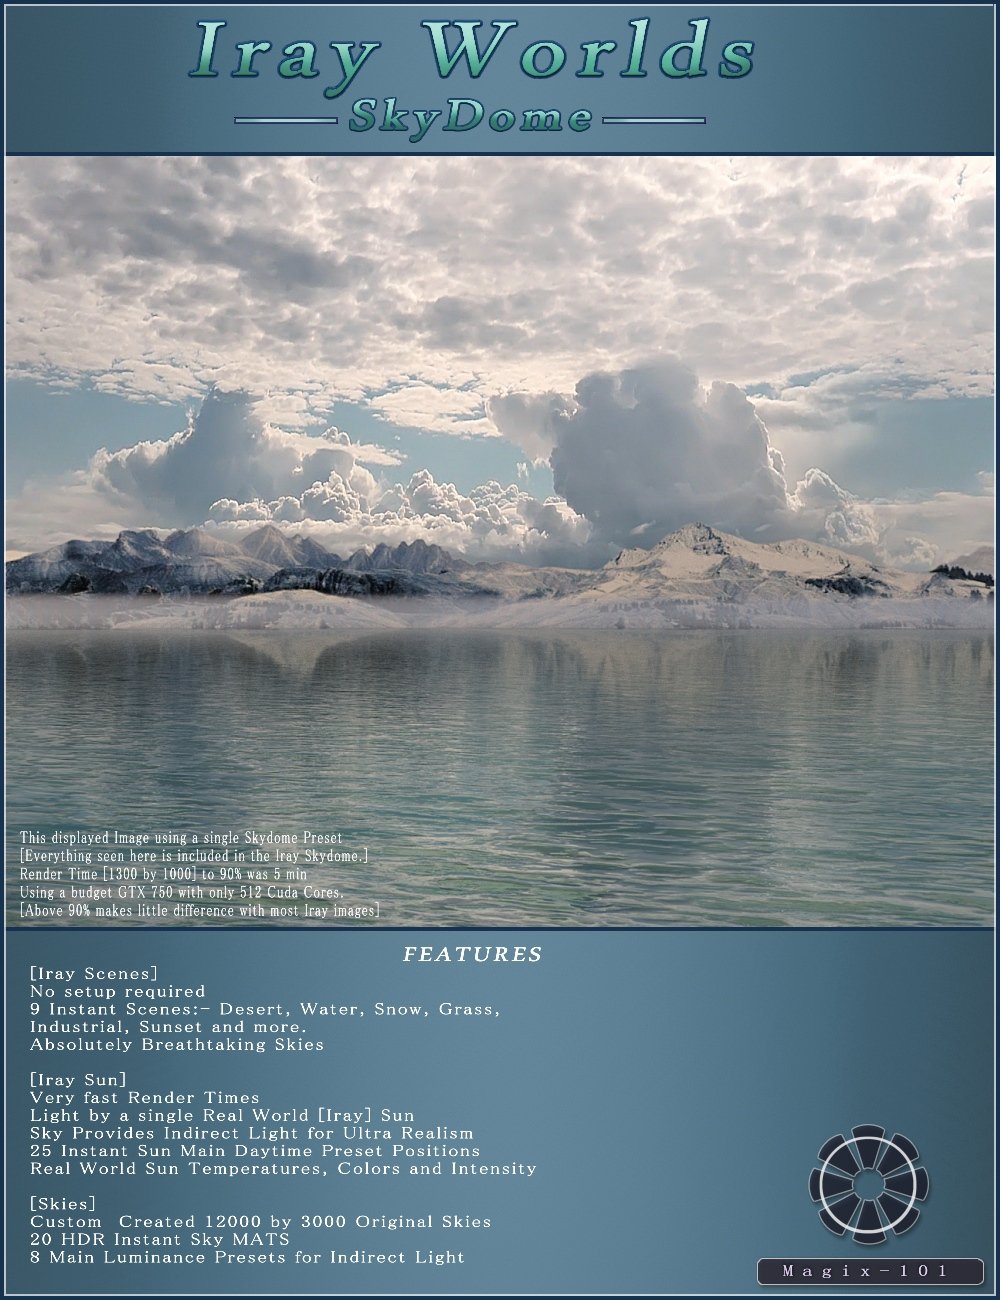 Iray Worlds
SkyDome
This displayed Image using a single Skydome Preset
[Everything seen here is included in the Iray Skydome.]
Render Time [1300 by 1000] to 90% was 5 min
Using a budget GTX 750 with only 512 Cuda Cores.
[Above 90% makes little difference with most Iray images]
FEATURES
[Iray Scenes]
No setup required
9 Instant Scenes:- Desert, Water, Snow, Grass,
Industrial, Sunset and more.
Absolutely Breathtaking Skies
[Iray Sun]
Very fast Render Times
Light by a single Real World [Iray] Sun
Sky Provides Indirect Light for Ultra Realism
25 Instant Sun Main Daytime Preset Positions
Real World Sun Temperatures, Colors and Intensity
[Skies]
Custom  Created 12000 by 3000 Original Skies
20 HDR Instant Sky MATS
8 Main Luminance Presets for Indirect Light
Magix-101